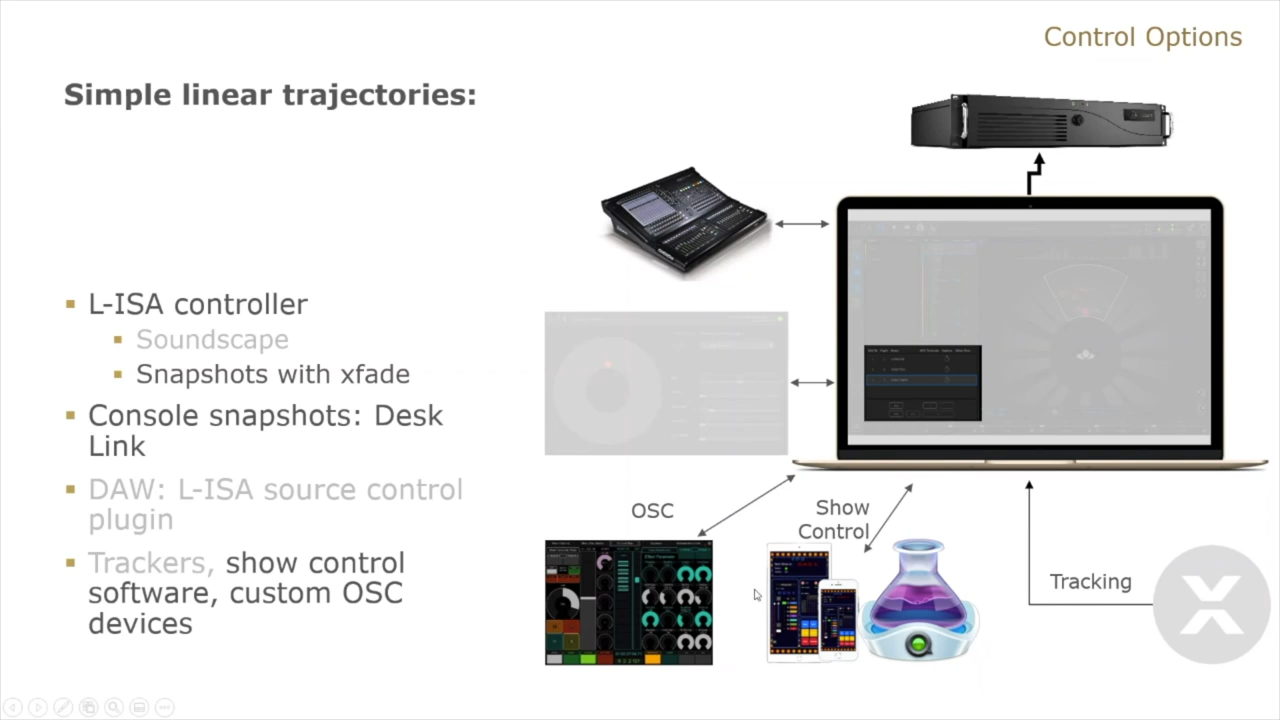 Control Options
Simple linear trajectories:
L-ISA controller
Soundscape
Snapshots with xfade
Console snapshots: Desk
Link
DAW: L-ISA source control
plugin
Trackers, show control
software, custom OSC
devices
OSC
Show
Control
Tracking